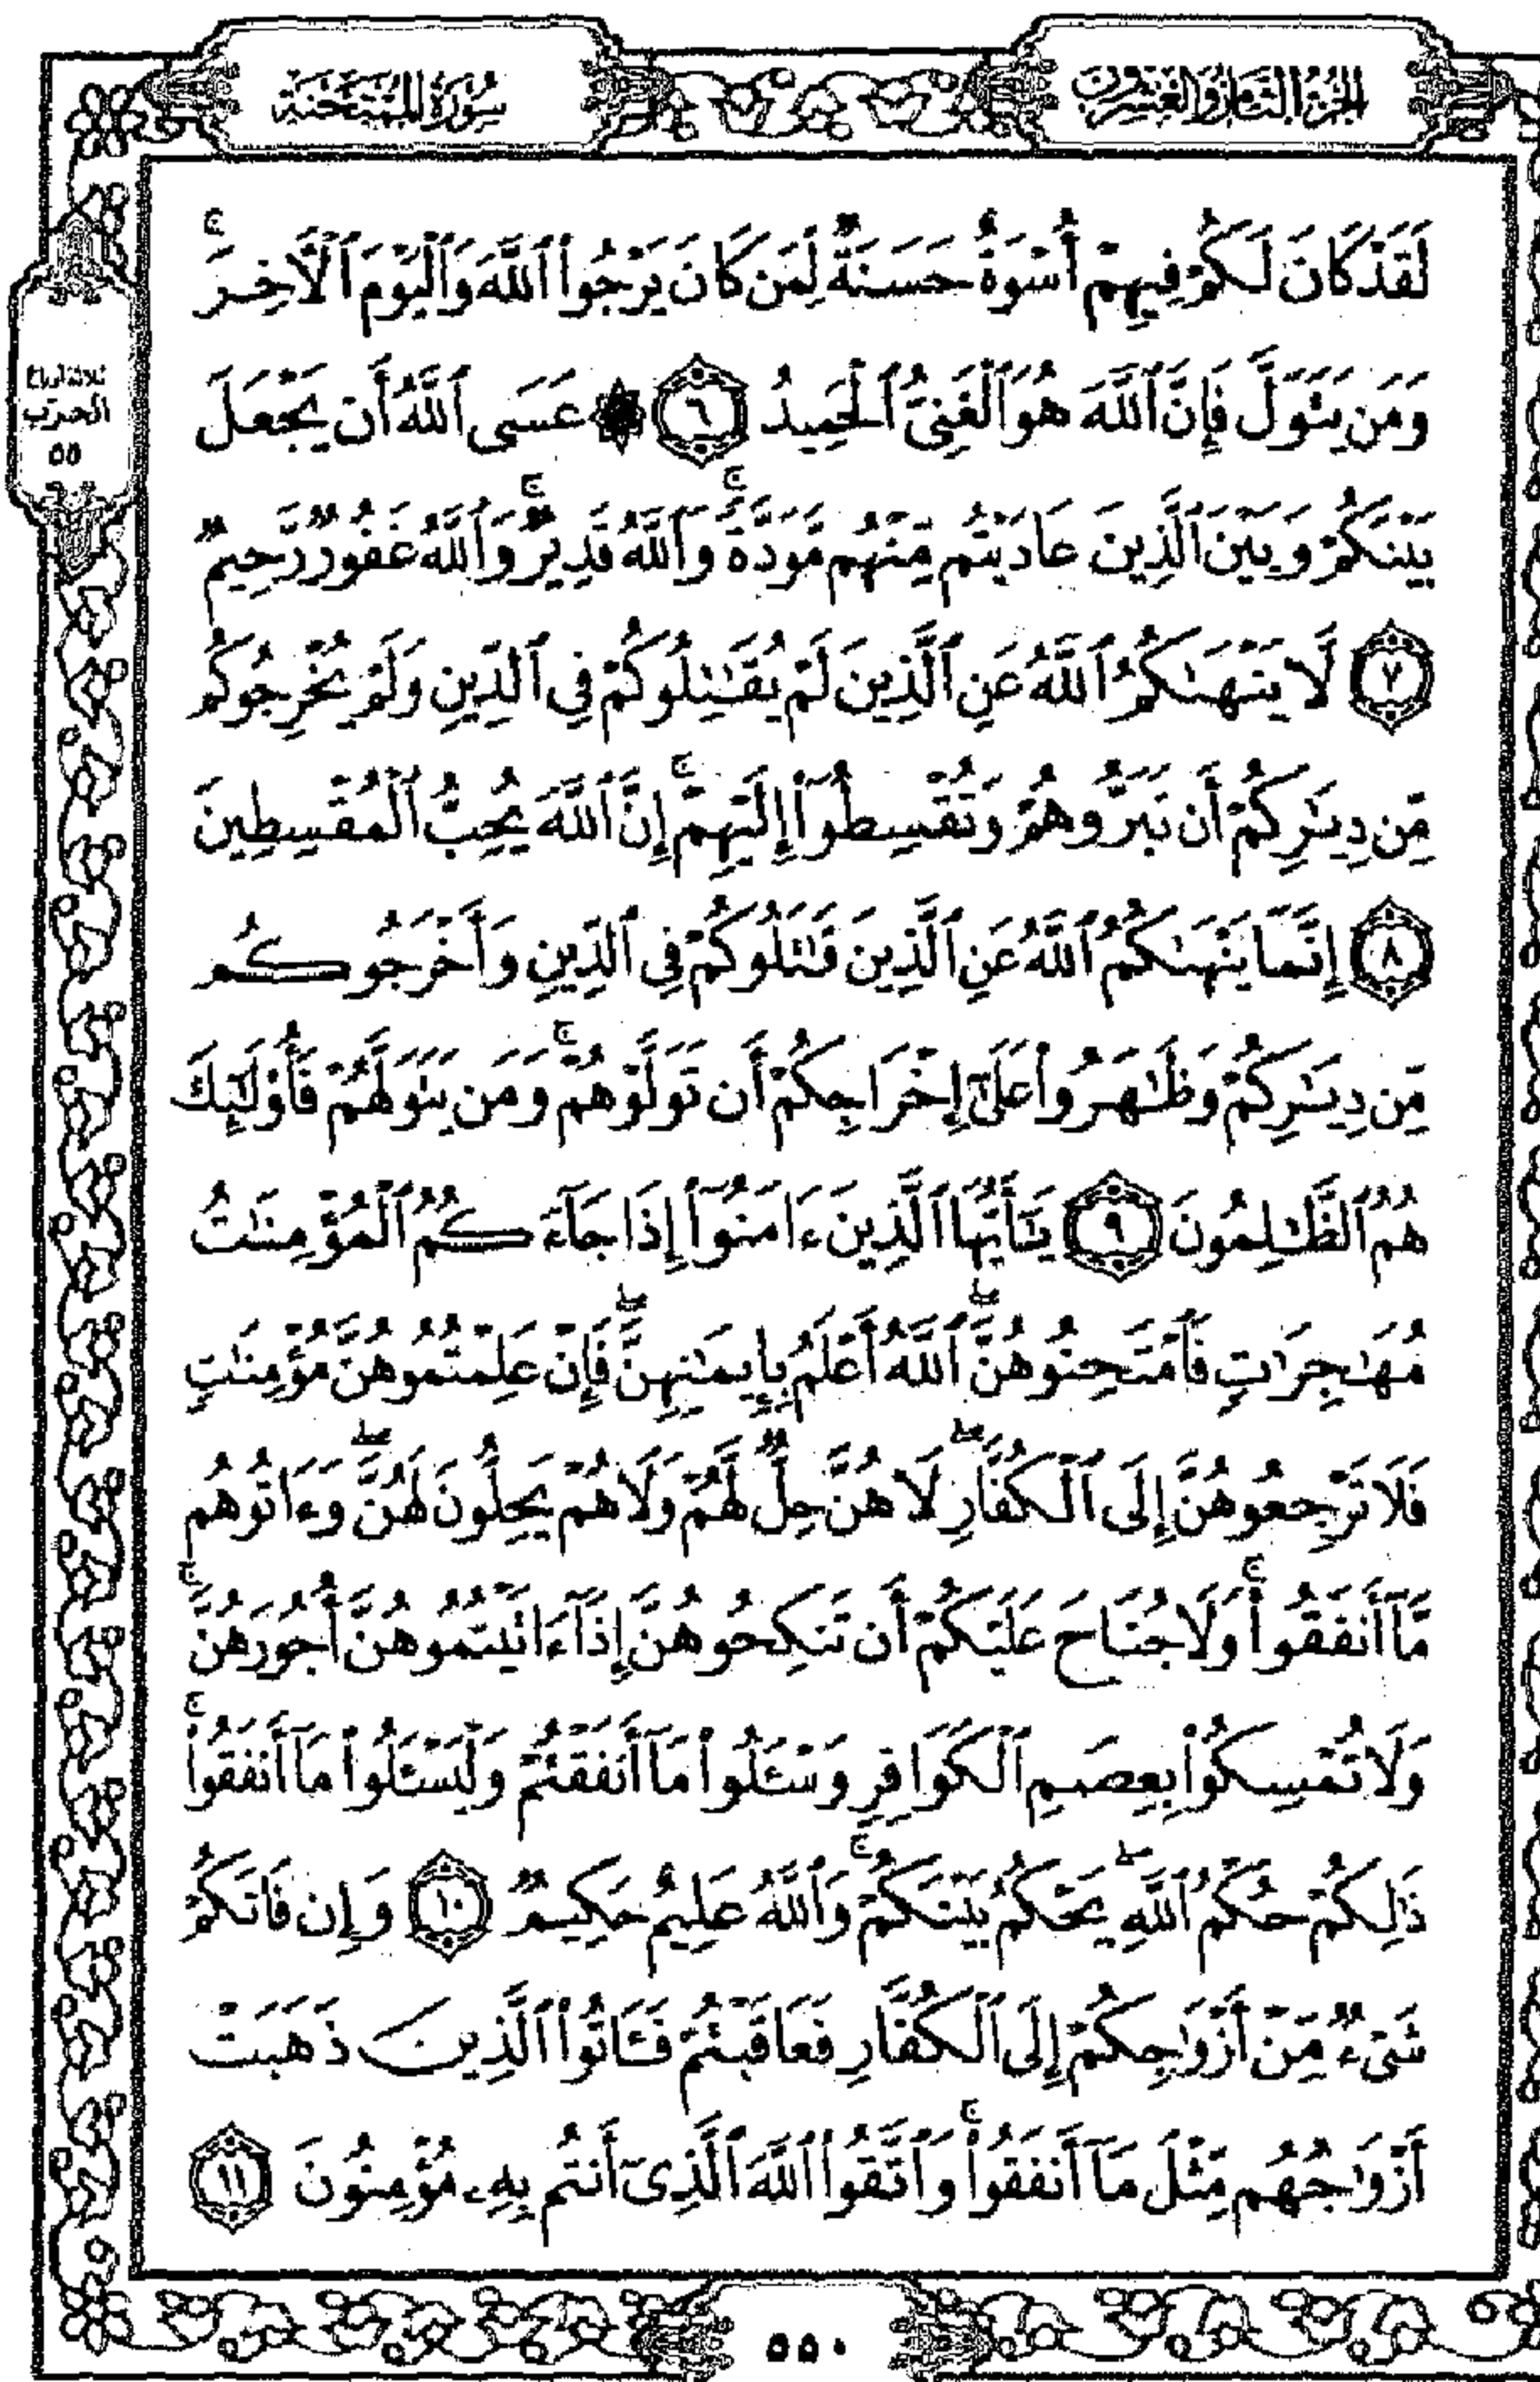 الجزء الثامن والعشرون
سورة الممتحنة
لَقَدْ كَانَ لَكُمْ فِيهِمْ أُسْوَةٌ حَسَنَةٌ لِّمَن كَانَ يَرْجُوا۟ ٱللَّهَ وَٱلْيَوْمَ ٱلْـَٔاخِرَ ۚ
وَمَن يَتَوَلَّ فَإِنَّ ٱللَّهَ هُوَ ٱلْغَنِىُّ ٱلْحَمِيدُ ٦ ۞ عَسَى ٱللَّهُ أَن يَجْعَلَ
بَيْنَكُمْ وَبَيْنَ ٱلَّذِينَ عَادَيْتُم مِّنْهُم مَّوَدَّةً ۚ وَٱللَّهُ قَدِيرٌ ۚ وَٱللَّهُ غَفُورٌ رَّحِيمٌ
٧ لَّا يَنْهَىٰكُمُ ٱللَّهُ عَنِ ٱلَّذِينَ لَمْ يُقَـٰتِلُوكُمْ فِى ٱلدِّينِ وَلَمْ يُخْرِجُوكُم
مِّن دِيَـٰرِكُمْ أَن تَبَرُّوهُمْ وَتُقْسِطُوٓا۟ إِلَيْهِمْ ۚ إِنَّ ٱللَّهَ يُحِبُّ ٱلْمُقْسِطِينَ
٨ إِنَّمَا يَنْهَىٰكُمُ ٱللَّهُ عَنِ ٱلَّذِينَ قَـٰتَلُوكُمْ فِى ٱلدِّينِ وَأَخْرَجُوكُم
مِّن دِيَـٰرِكُمْ وَظَـٰهَرُوا۟ عَلَىٰٓ إِخْرَاجِكُمْ أَن تَوَلَّوْهُمْ ۚ وَمَن يَتَوَلَّهُمْ فَأُو۟لَـٰٓئِكَ
هُمُ ٱلظَّـٰلِمُونَ ٩ يَـٰٓأَيُّهَا ٱلَّذِينَ ءَامَنُوٓا۟ إِذَا جَآءَكُمُ ٱلْمُؤْمِنَـٰتُ
مُهَـٰجِرَٰتٍ فَٱمْتَحِنُوهُنَّ ۖ ٱللَّهُ أَعْلَمُ بِإِيمَـٰنِهِنَّ ۖ فَإِنْ عَلِمْتُمُوهُنَّ مُؤْمِنَـٰتٍ
فَلَا تَرْجِعُوهُنَّ إِلَى ٱلْكُفَّارِ ۖ لَا هُنَّ حِلٌّ لَّهُمْ وَلَا هُمْ يَحِلُّونَ لَهُنَّ ۖ وَءَاتُوهُم
مَّآ أَنفَقُوا۟ ۚ وَلَا جُنَاحَ عَلَيْكُمْ أَن تَنكِحُوهُنَّ إِذَآ ءَاتَيْتُمُوهُنَّ أُجُورَهُنَّ ۚ
وَلَا تُمْسِكُوا۟ بِعِصَمِ ٱلْكَوَافِرِ وَسْـَٔلُوا۟ مَآ أَنفَقْتُمْ وَلْيَسْـَٔلُوا۟ مَآ أَنفَقُوا۟ ۚ
ذَٰلِكُمْ حُكْمُ ٱللَّهِ ۖ يَحْكُمُ بَيْنَكُمْ ۚ وَٱللَّهُ عَلِيمٌ حَكِيمٌ ١٠ وَإِن فَاتَكُمْ
شَىْءٌ مِّنْ أَزْوَٰجِكُمْ إِلَى ٱلْكُفَّارِ فَعَاقَبْتُمْ فَـَٔاتُوا۟ ٱلَّذِينَ ذَهَبَتْ
أَزْوَٰجُهُم مِّثْلَ مَآ أَنفَقُوا۟ ۚ وَٱتَّقُوا۟ ٱللَّهَ ٱلَّذِىٓ أَنتُم بِهِۦ مُؤْمِنُونَ ١١
ثلاثة أرباع
الحزب
٥٥
٥٥٠